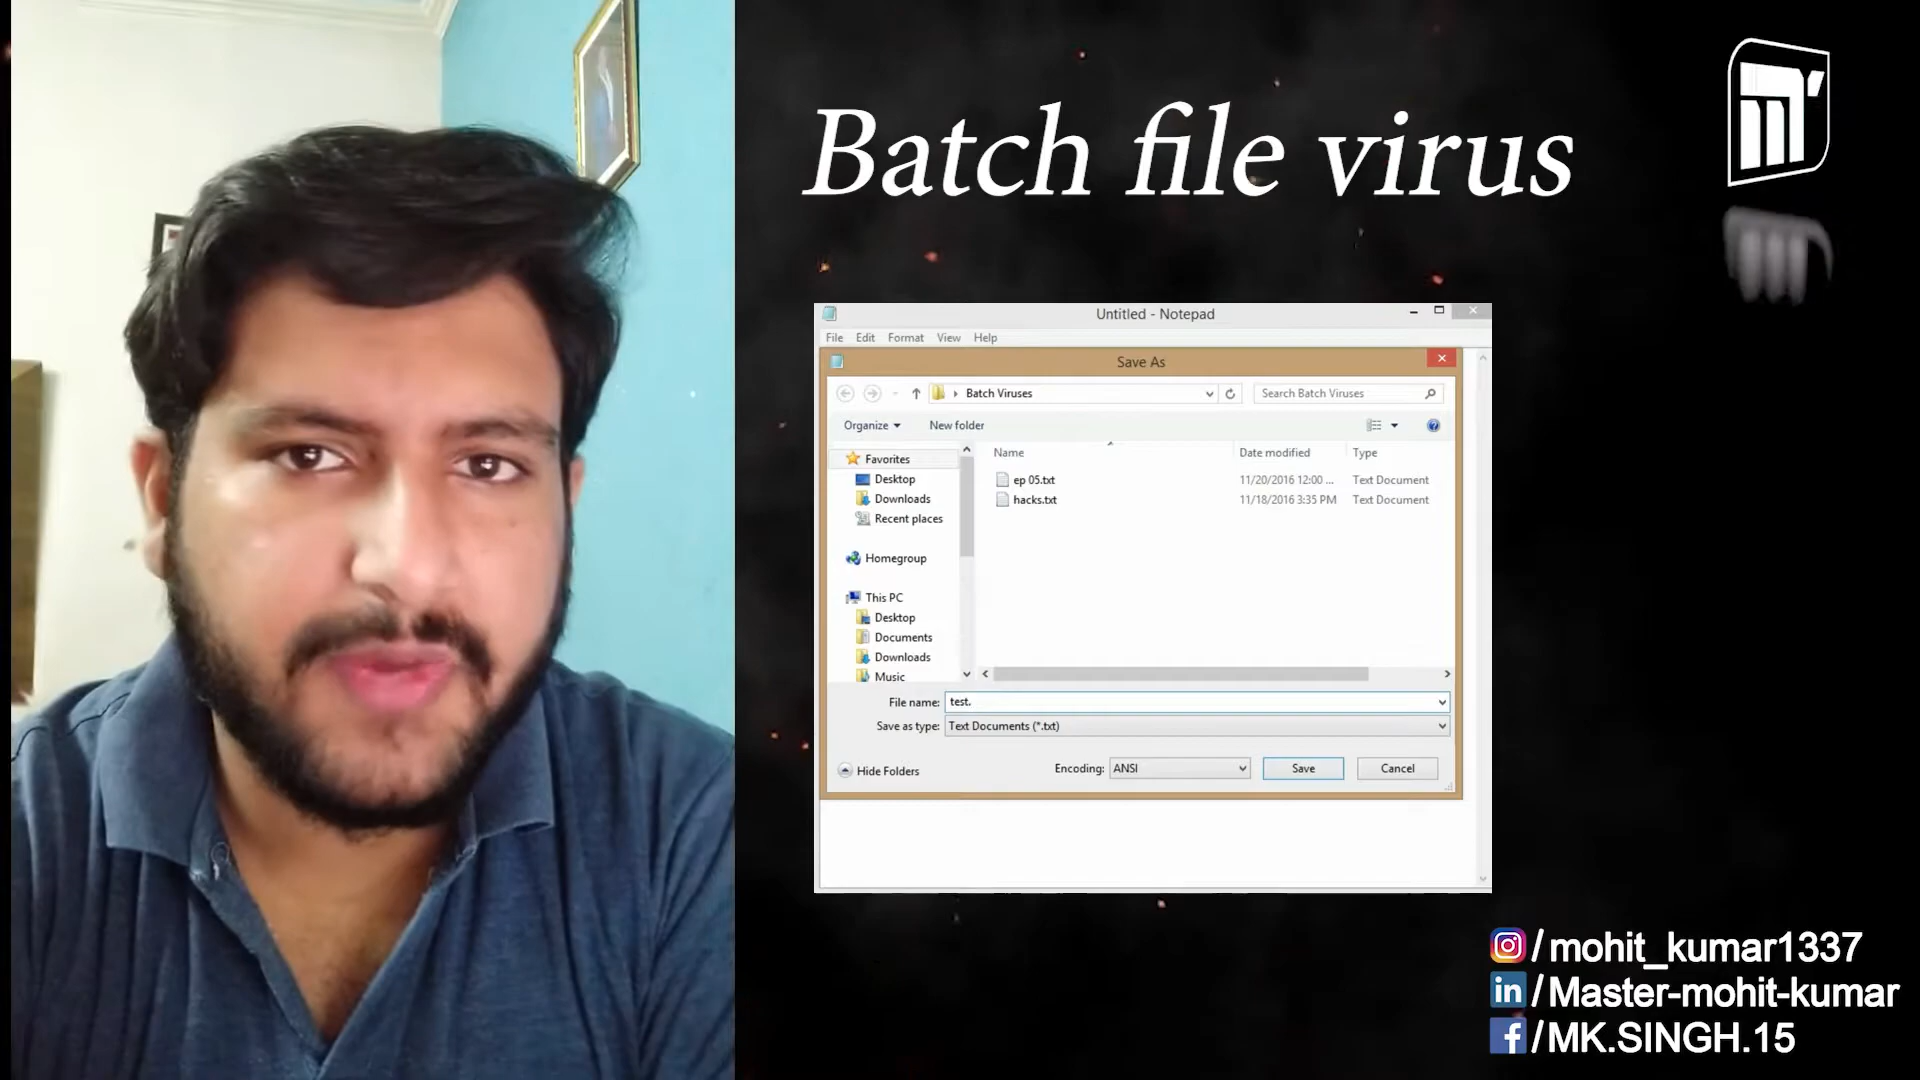 Batch file virus
Untitled - Notepad
File Edit Format View Help
Save As
Batch Viruses
Search Batch Viruses
Organize New folder
Name Date modified Type
ep 05.txt 11/20/2016 12:00 ... Text Document
hacks.txt 11/18/2016 3:35 PM Text Document
Favorites
Desktop
Downloads
Recent places
Homegroup
This PC
Desktop
Documents
Downloads
Music
File name: test.
Save as type: Text Documents (*.txt)
Hide Folders
Encoding: ANSI
Save Cancel
/mohit_kumar1337
in/Master-mohit-kumar
f/MK.SINGH.15